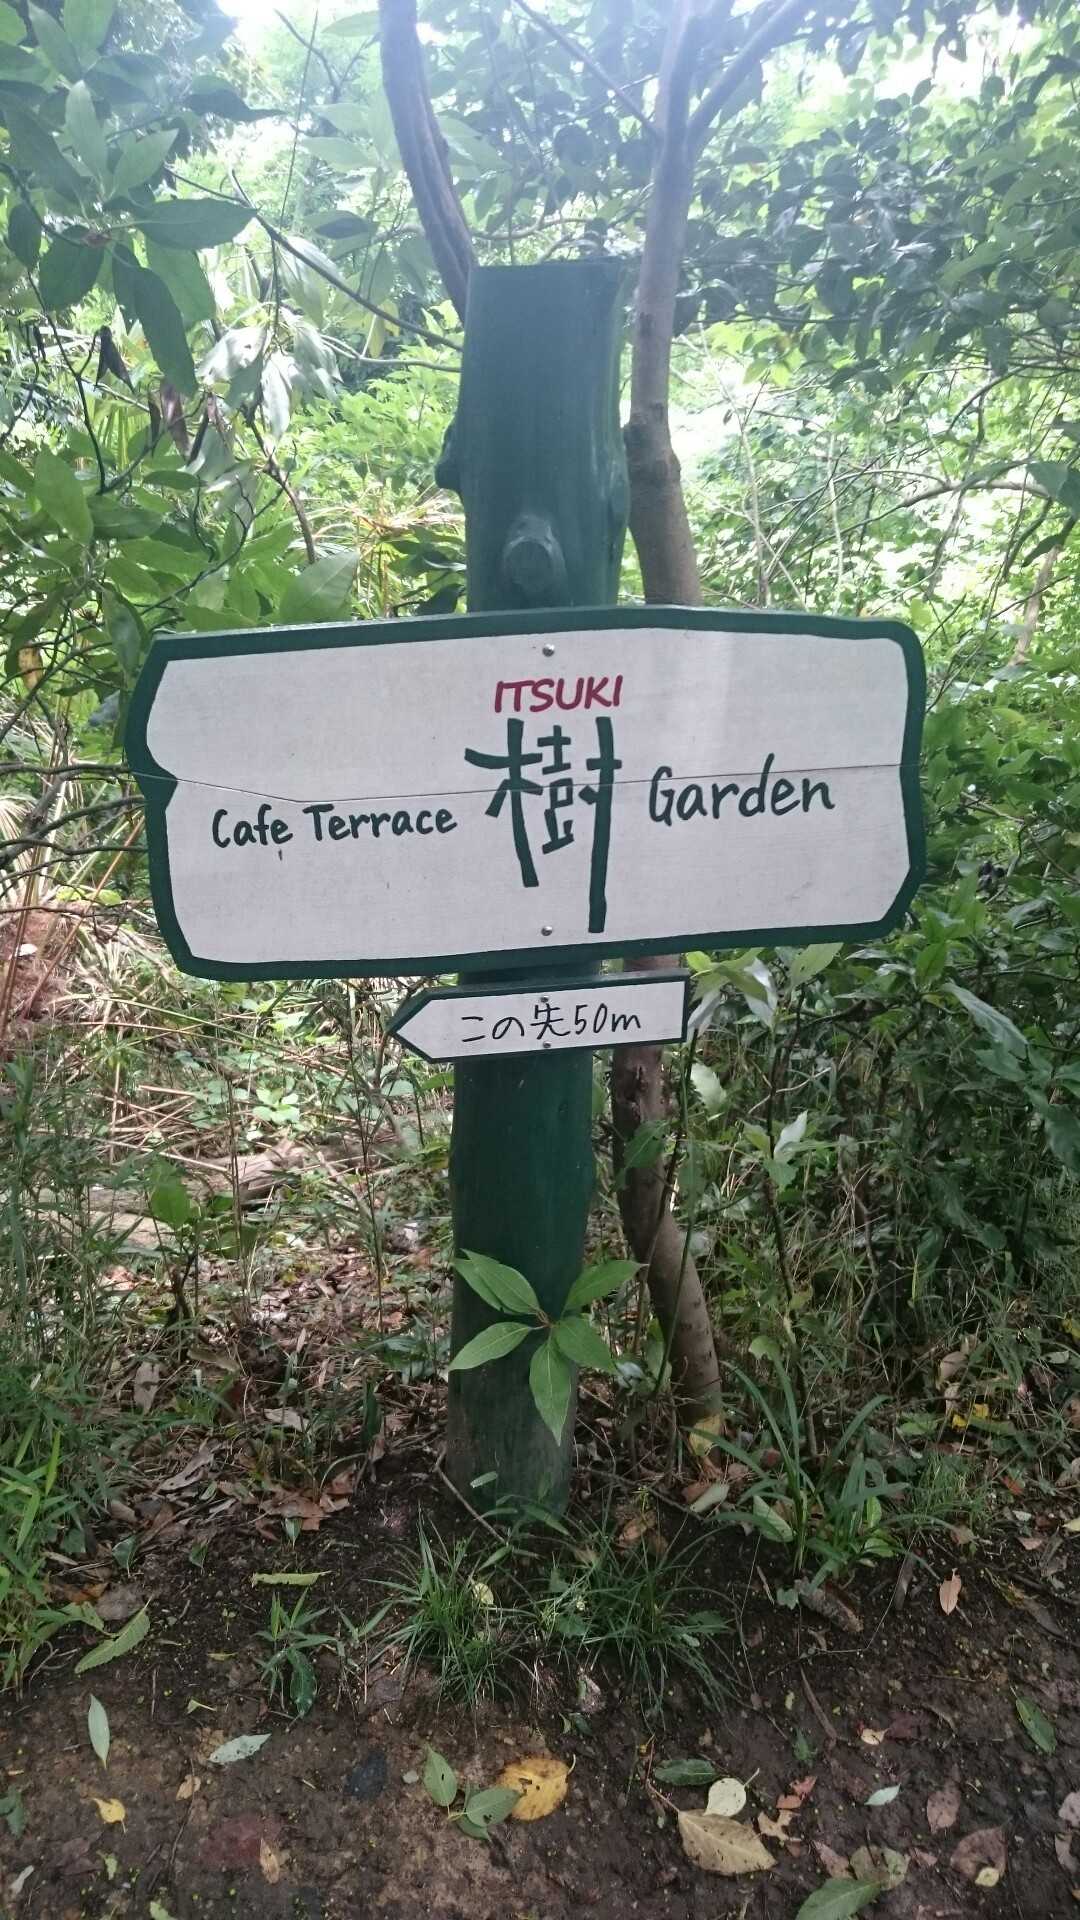 ITSUKI
Cafe Terrace 樹 Garden
この先50m